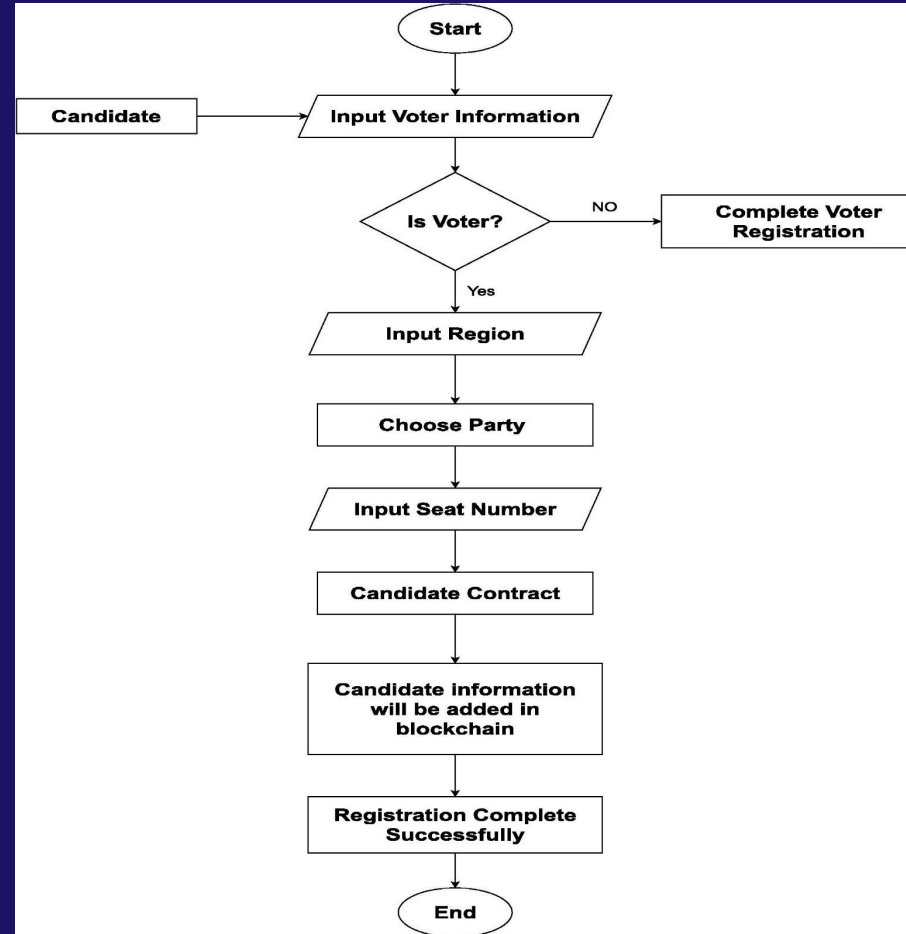 Start
Candidate
Input Voter Information
Is Voter?
NO
Complete Voter
Registration
Yes
Input Region
Choose Party
Input Seat Number
Candidate Contract
Candidate information
will be added in
blockchain
Registration Complete
Successfully
End